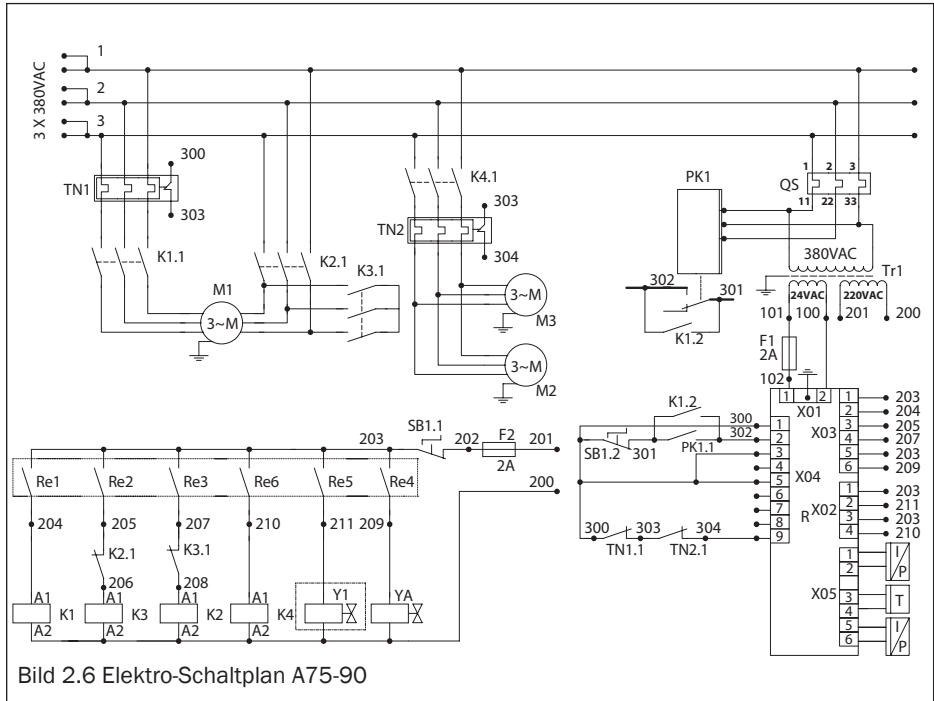 3 X 380VAC
1
2
3
TN1
300
303
K1.1
M1
3~M
K2.1
K3.1
K4.1
TN2
303
304
3~M
M3
3~M
M2
PK1
302
301
K1.2
QS
1 2 3
11 22 33
380VAC
Tr1
24VAC
220VAC
101 100 201 200
F1
2A
102
SB1.1
203
202
F2
2A
201
200
Re1 Re2 Re3 Re6 Re5 Re4
204 205 207 210 211 209
K2.1
K3.1
206
208
A1 A1 A1 A1 Y1 YA
K1 K3 K2 K4
A2 A2 A2 A2
K1.2
300
302
SB1.2
301
PK1.1
300 303 304
TN1.1
TN2.1
1 2
X01
X03
1 203
2 204
3 205
4 207
5 203
6 209
X04
1
2
3
4
5
6
7
8
9
R
X02
1 203
2 211
3 203
4 210
X05
1
2
3
4
5
6
I/P
T
I/P
Bild 2.6 Elektro-Schaltplan A75-90